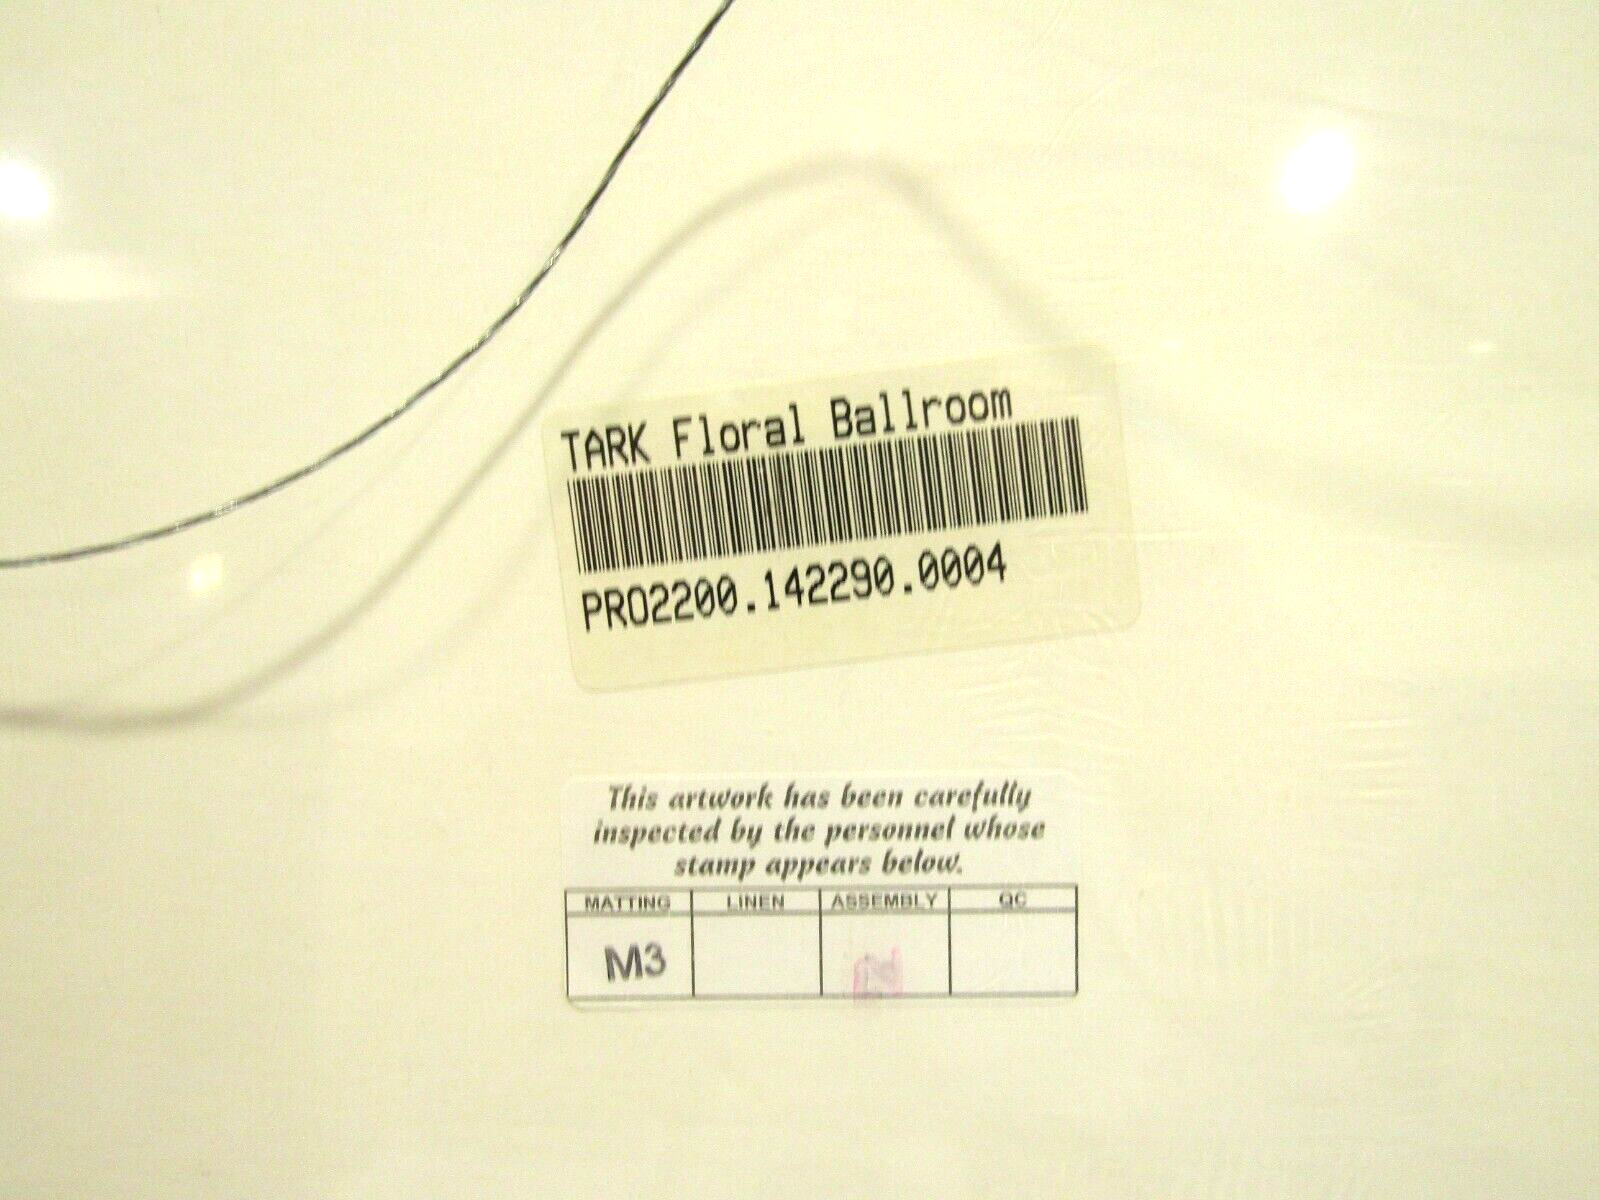 TARK Floral Ballroom
PRO2200.142290.0004
This artwork has been carefully
inspected by the personnel whose
stamp appears below.
MATTING LINEN ASSEMBLY QC
M3